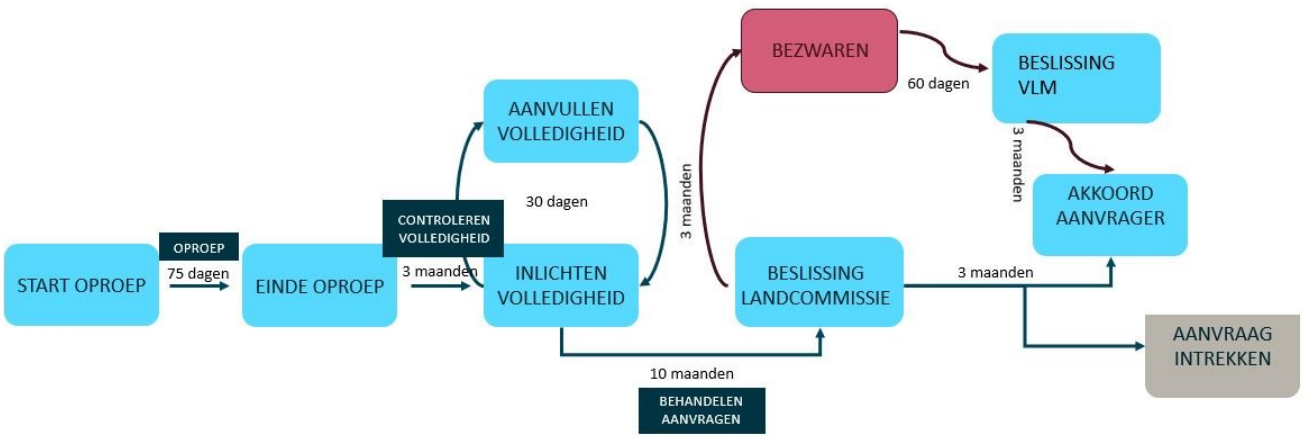 START OPROEP
OPROEP
75 dagen
EINDE OPROEP
CONTROLEREN
VOLLEDIGHEID
3 maanden
AANVULLEN
VOLLEDIGHEID
30 dagen
INLICHTEN
VOLLEDIGHEID
10 maanden
BEHANDELEN
AANVRAGEN
BESLISSING
LANDCOMMISSIE
3 maanden
BEZWAREN
60 dagen
BESLISSING
VLM
3 maanden
AKKOORD
AANVRAGER
3 maanden
AANVRAAG
INTREKKEN